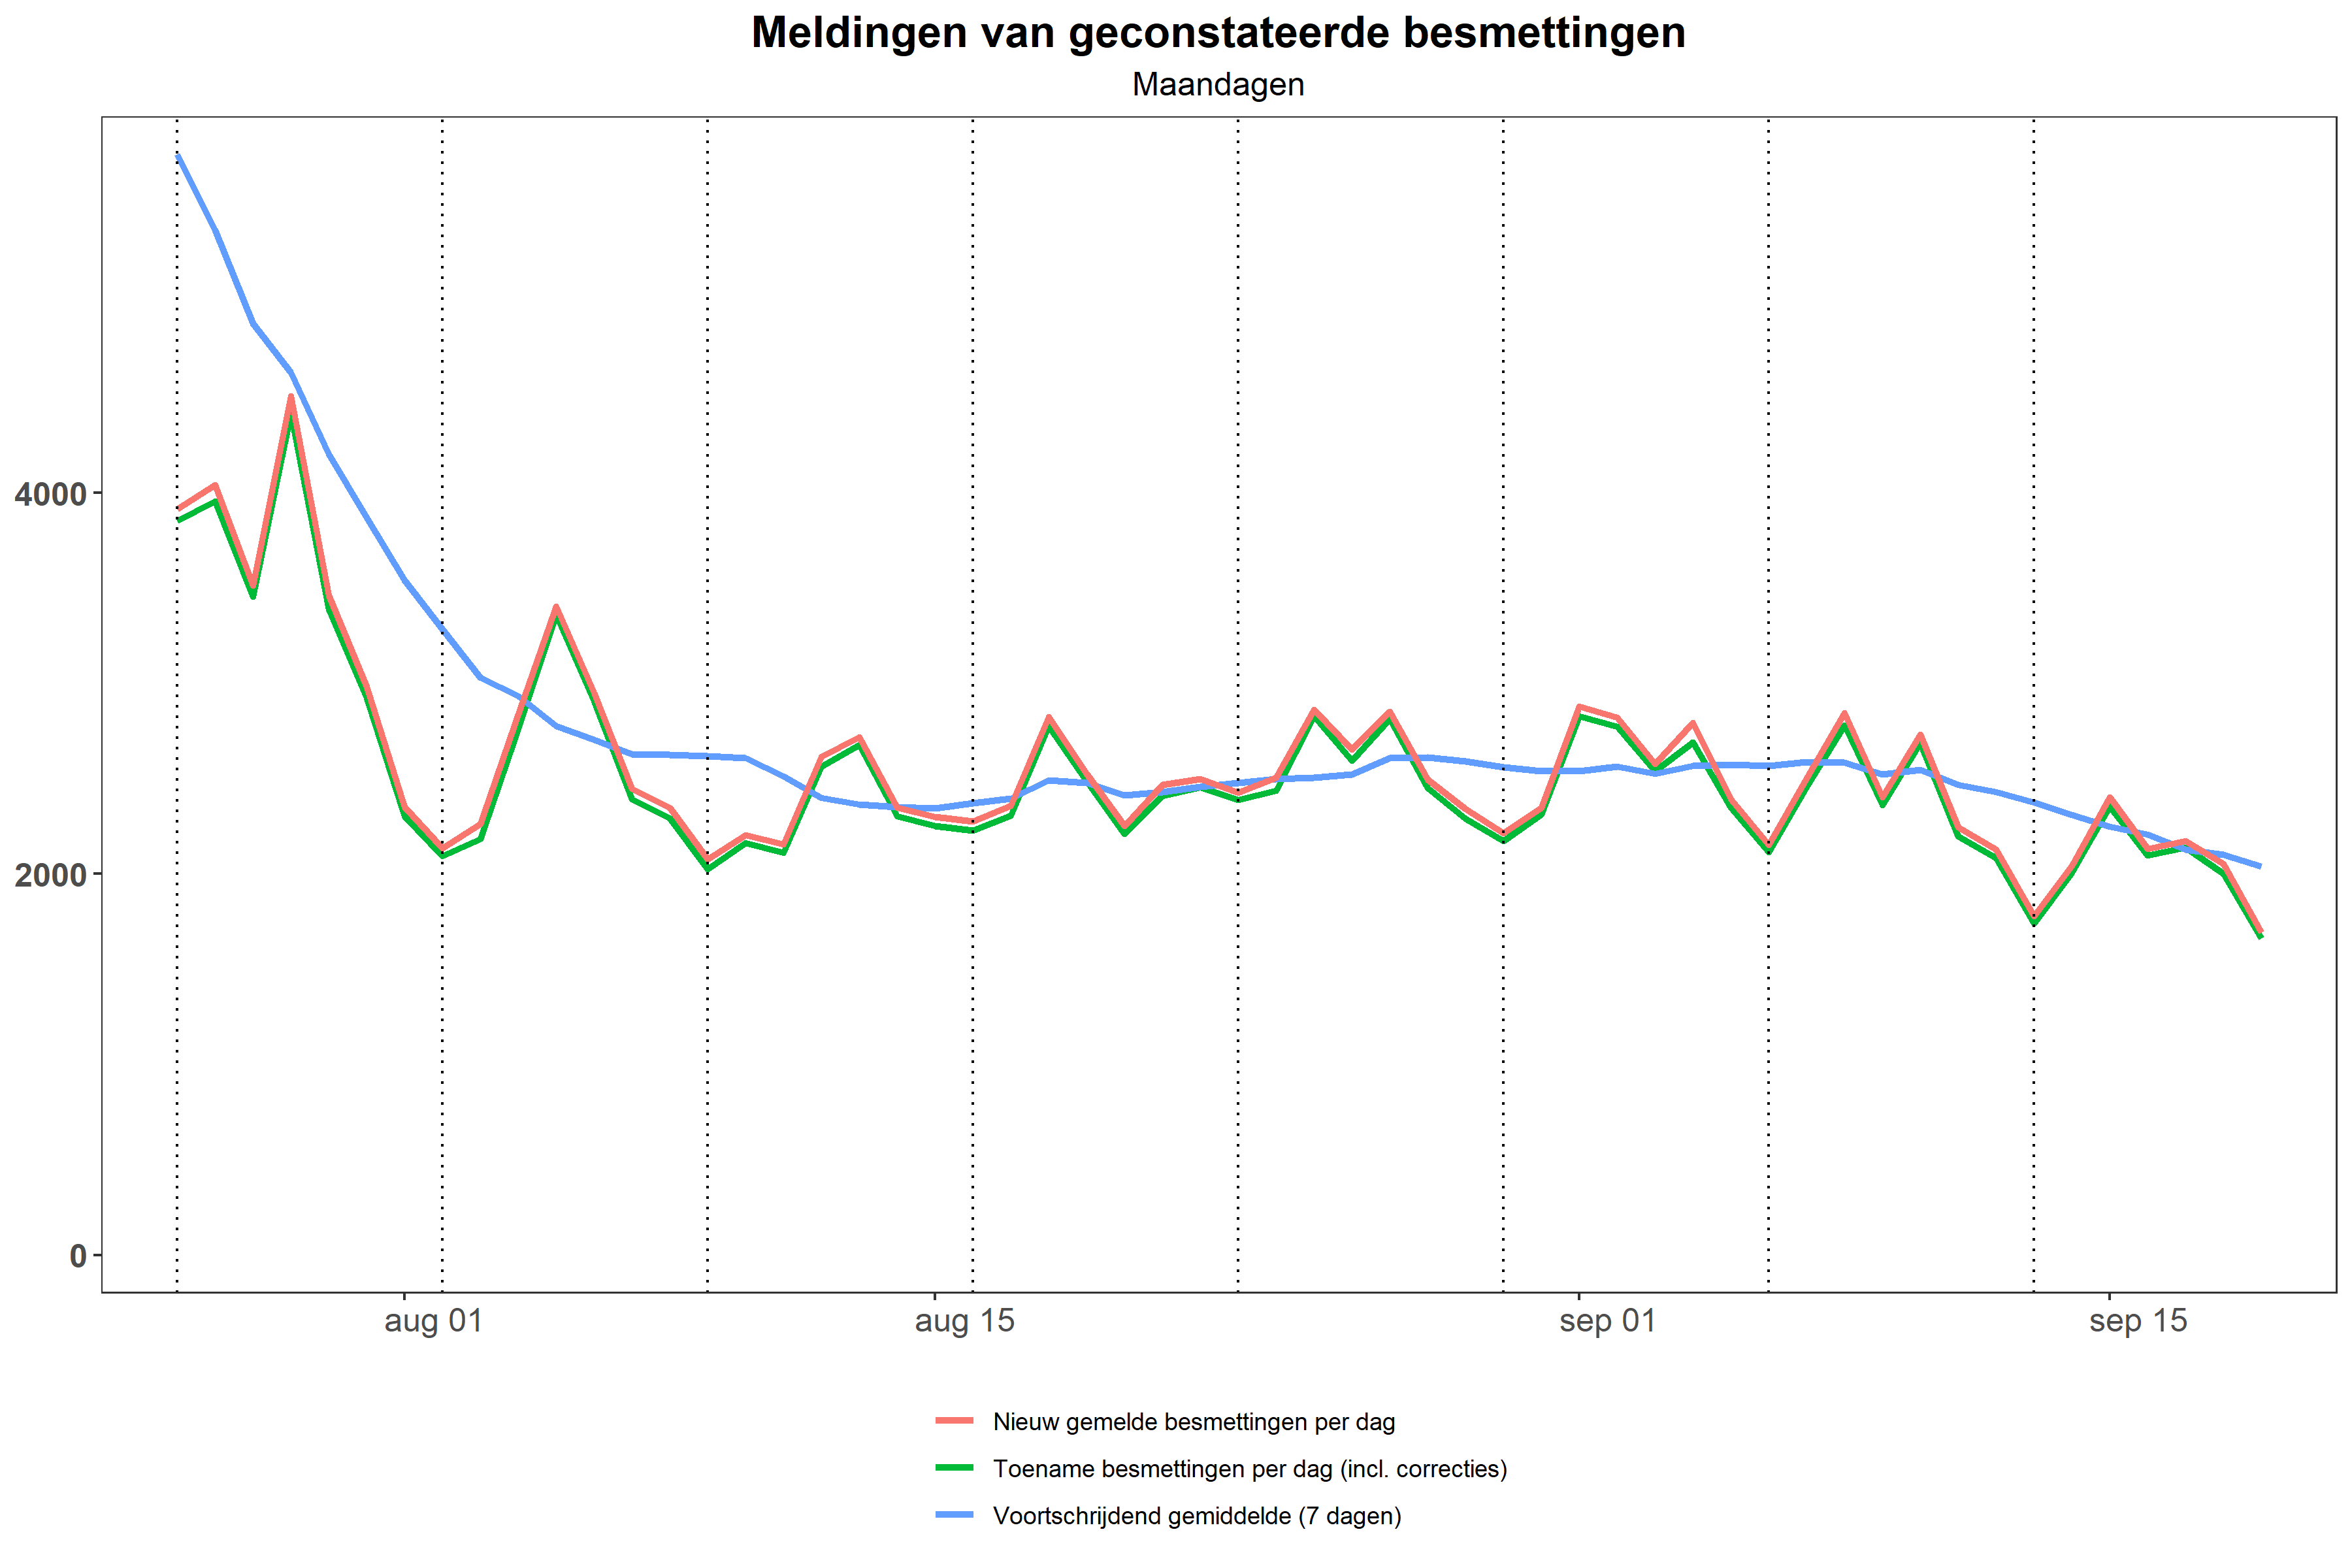 Meldingen van geconstateerde besmettingen
Maandagen
4000
2000
0
aug 01
aug 15
sep 01
sep 15
Nieuw gemelde besmettingen per dag
Toename besmettingen per dag (incl. correcties)
Voortschrijdend gemiddelde (7 dagen)